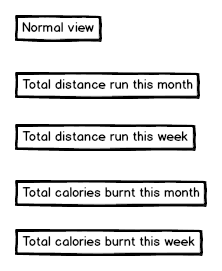 Normal view
Total distance run this month
Total distance run this week
Total calories burnt this month
Total calories burnt this week